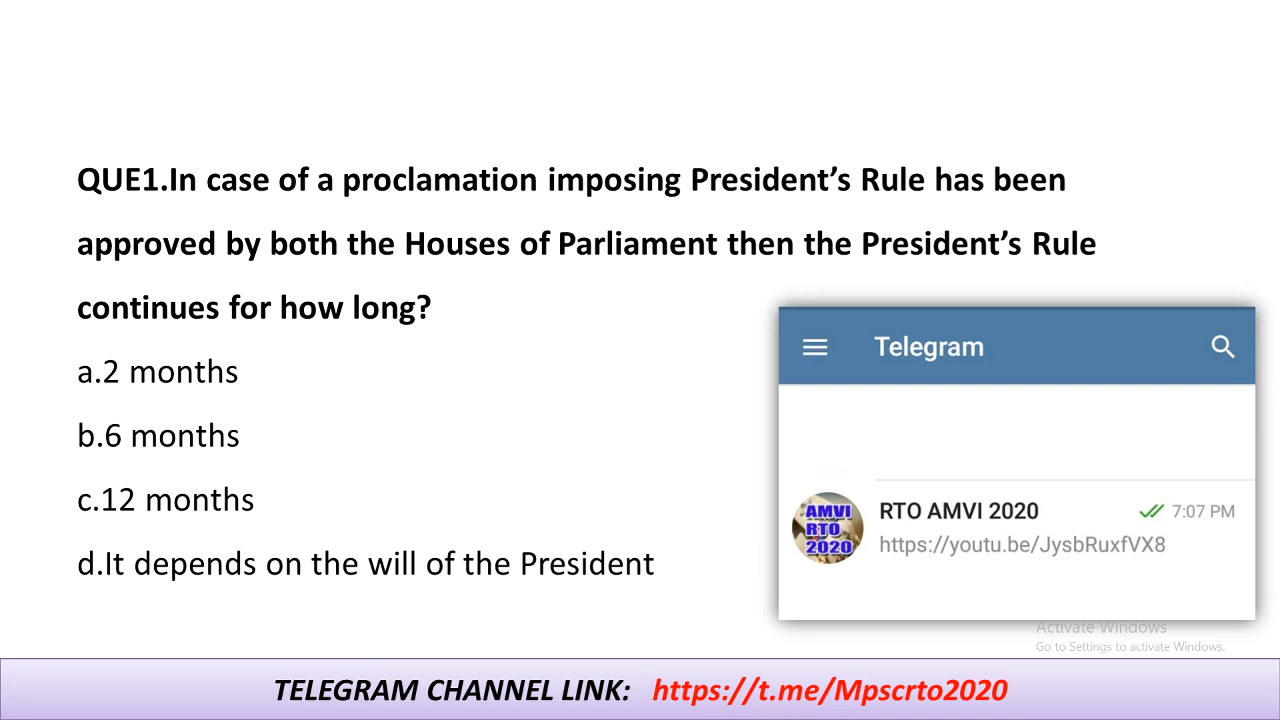 QUE1.In case of a proclamation imposing President’s Rule has been
approved by both the Houses of Parliament then the President’s Rule
continues for how long?
a.2 months
b.6 months
c.12 months
d.It depends on the will of the President
Telegram
AMVI
RTO
2020
RTO AMVI 2020
7:07 PM
https://youtu.be/JysbRuxfVX8
Activate Windows
Go to Settings to activate Windows.
TELEGRAM CHANNEL LINK: https://t.me/Mpscrto2020